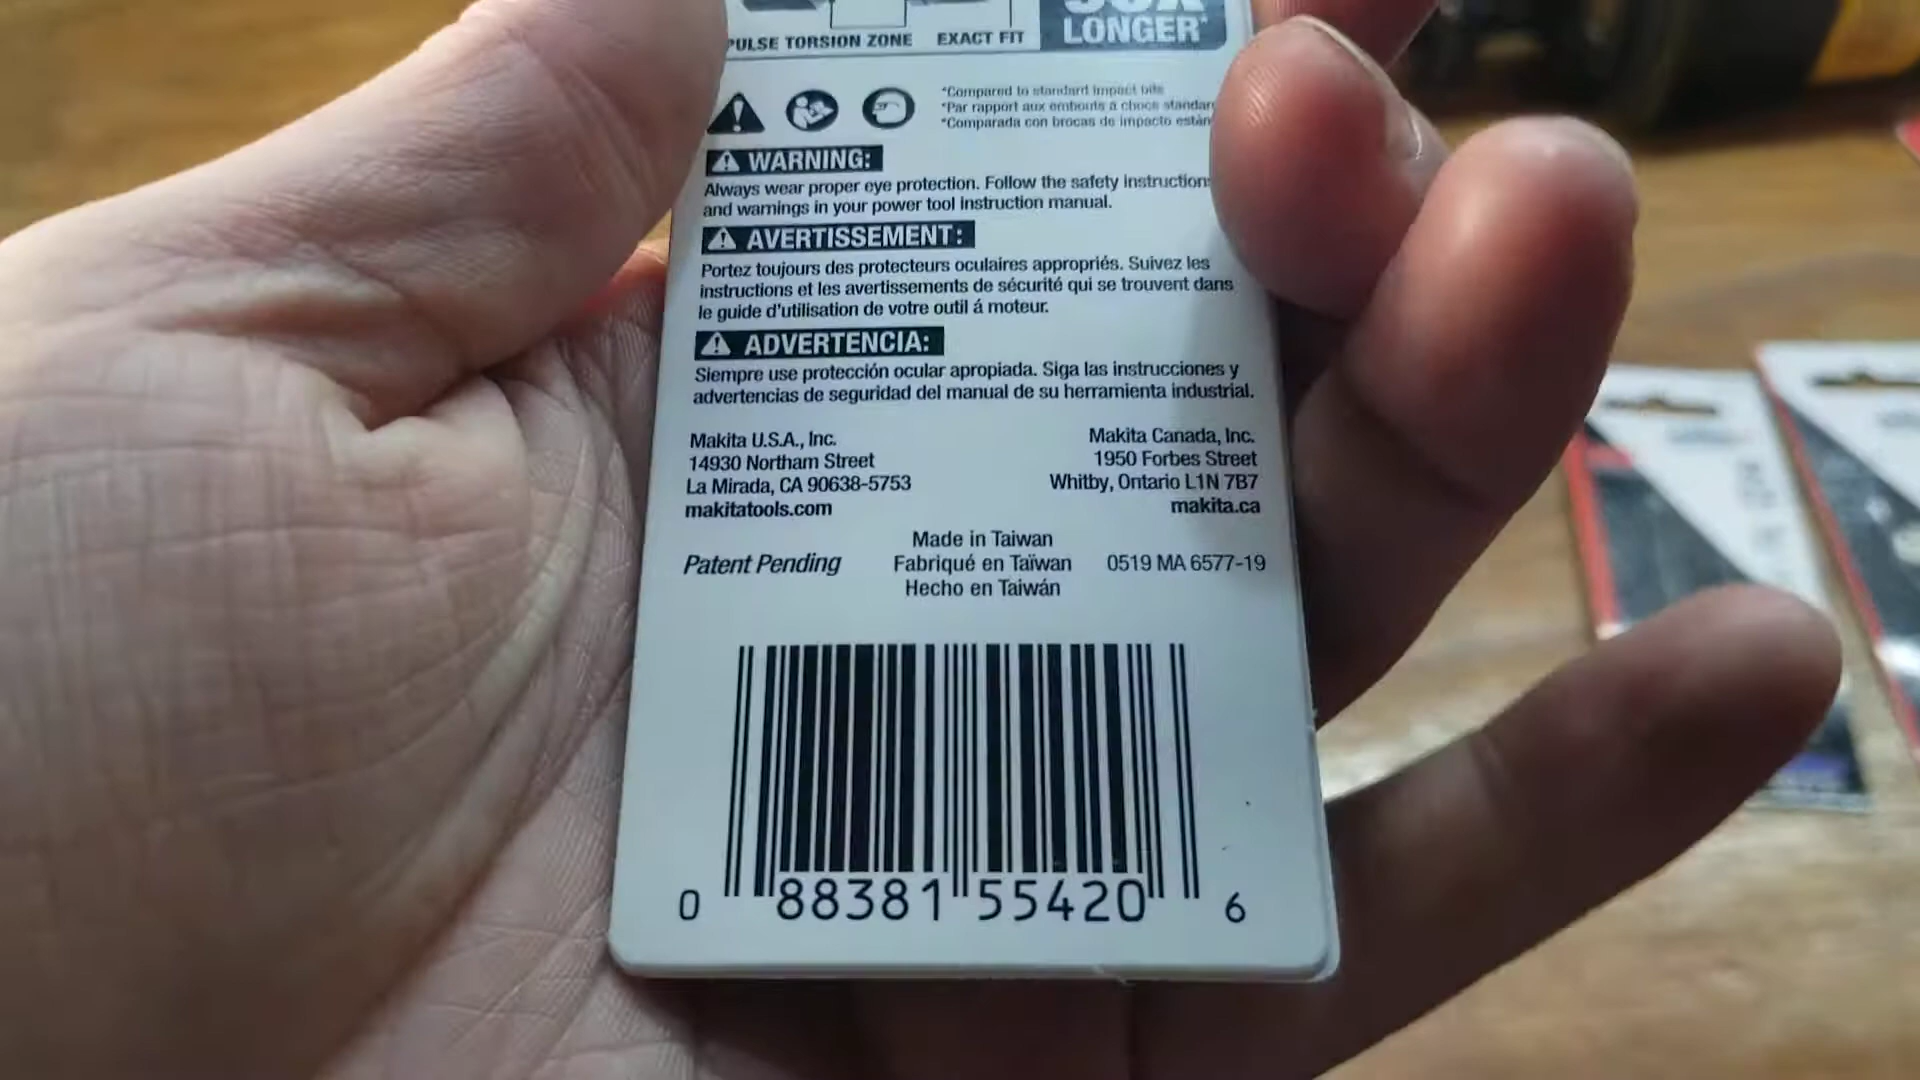 PULSE TORSION ZONE EXACT FIT
LONGER*
*Compared to standard impact bits
*Par rapport aux embouts à chocs standar
*Comparada con brocas de impacto están
WARNING:
Always wear proper eye protection. Follow the safety instruction
and warnings in your power tool instruction manual.
AVERTISSEMENT:
Portez toujours des protecteurs oculaires appropriés. Suivez les
instructions et les avertissements de sécurité qui se trouvent dans
le guide d'utilisation de votre outil á moteur.
ADVERTENCIA:
Siempre use protección ocular apropiada. Siga las instrucciones y
advertencias de seguridad del manual de su herramienta industrial.
Makita U.S.A., Inc.
14930 Northam Street
La Mirada, CA 90638-5753
makitatools.com
Makita Canada, Inc.
1950 Forbes Street
Whitby, Ontario L1N 7B7
makita.ca
Patent Pending
Made in Taiwan
Fabriqué en Taïwan
Hecho en Taiwán
0519 MA 6577-19
0 88381 55420 6